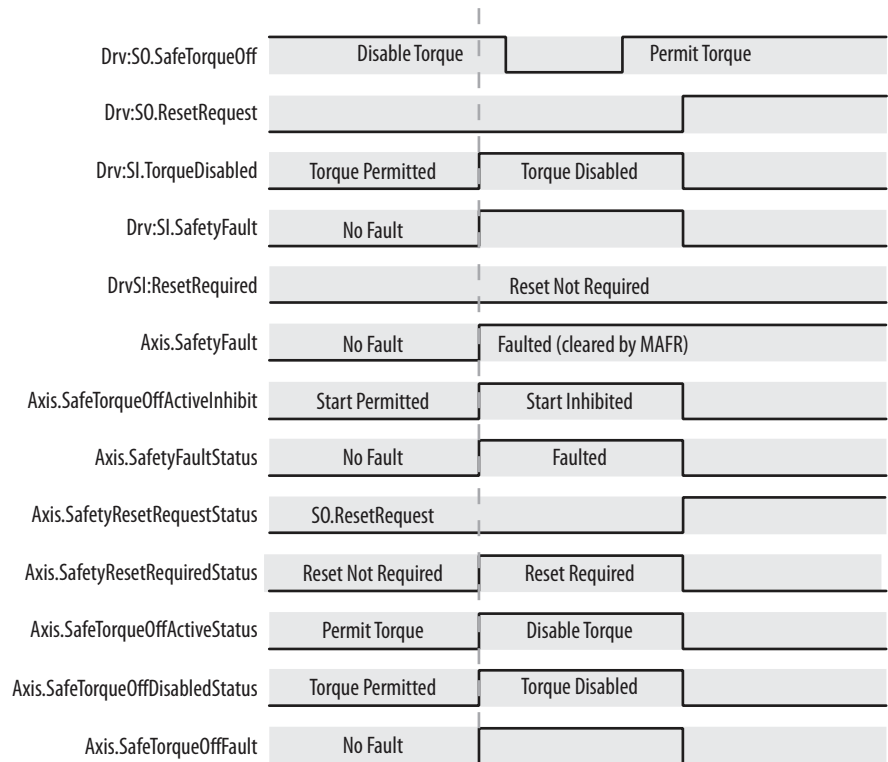 Drv:SO.SafeTorqueOff Disable Torque Permit Torque
Drv:SO.ResetRequest
Drv:SI.TorqueDisabled Torque Permitted Torque Disabled
Drv:SI.SafetyFault No Fault
DrvSI:ResetRequired Reset Not Required
Axis.SafetyFault No Fault Faulted (cleared by MAFR)
Axis.SafeTorqueOffActiveInhibit Start Permitted Start Inhibited
Axis.SafetyFaultStatus No Fault Faulted
Axis.SafetyResetRequestStatus SO.ResetRequest
Axis.SafetyResetRequiredStatus Reset Not Required Reset Required
Axis.SafeTorqueOffActiveStatus Permit Torque Disable Torque
Axis.SafeTorqueOffDisabledStatus Torque Permitted Torque Disabled
Axis.SafeTorqueOffFault No Fault